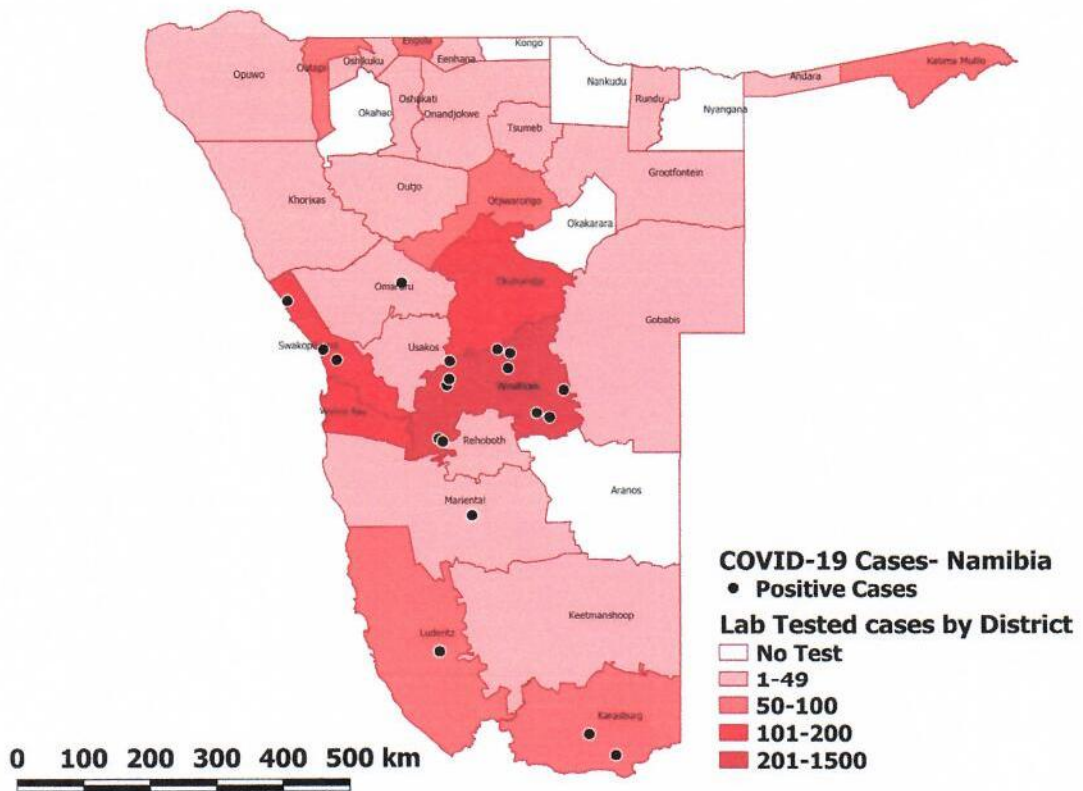 Kongo
Engela
Oshikuku
Eenhana
Opuwo
Outapi
Andara
Katima Mulilo
Nankudu
Oshakati
Rundu
Nyangana
Okahao
Onandjokwe
Tsumeb
Grootfontein
Outjo
Khorixas
Otjiwarongo
Okakarara
Okahandja
Omaruru
Gobabis
Usakos
Windhoek
Rehoboth
Aranos
Mariental
COVID-19 Cases- Namibia
Positive Cases
Lab Tested cases by District
No Test
1-49
50-100
101-200
201-1500
Keetmanshoop
Luderitz
Karasburg
0 100 200 300 400 500 km